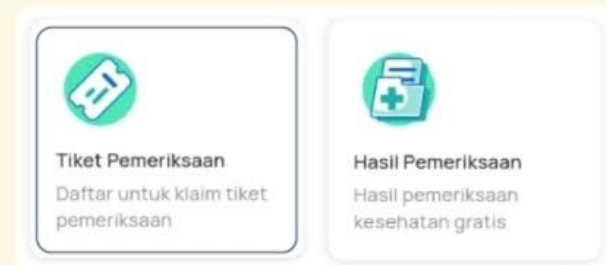 Tiket Pemeriksaan
Daftar untuk klaim tiket
pemeriksaan
Hasil Pemeriksaan
Hasil pemeriksaan
kesehatan gratis